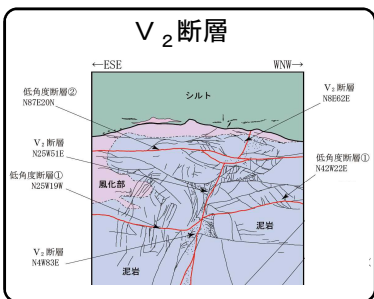 V₂断層
←ESE
WNW→
低角度断層②
N87E20N
V₂断層
N8E62E
シルト
V₂断層
N25W51E
低角度断層①
N25W19W
低角度断層①
N42W22E
風化部
泥岩
V₂断層
N4W83E
泥岩